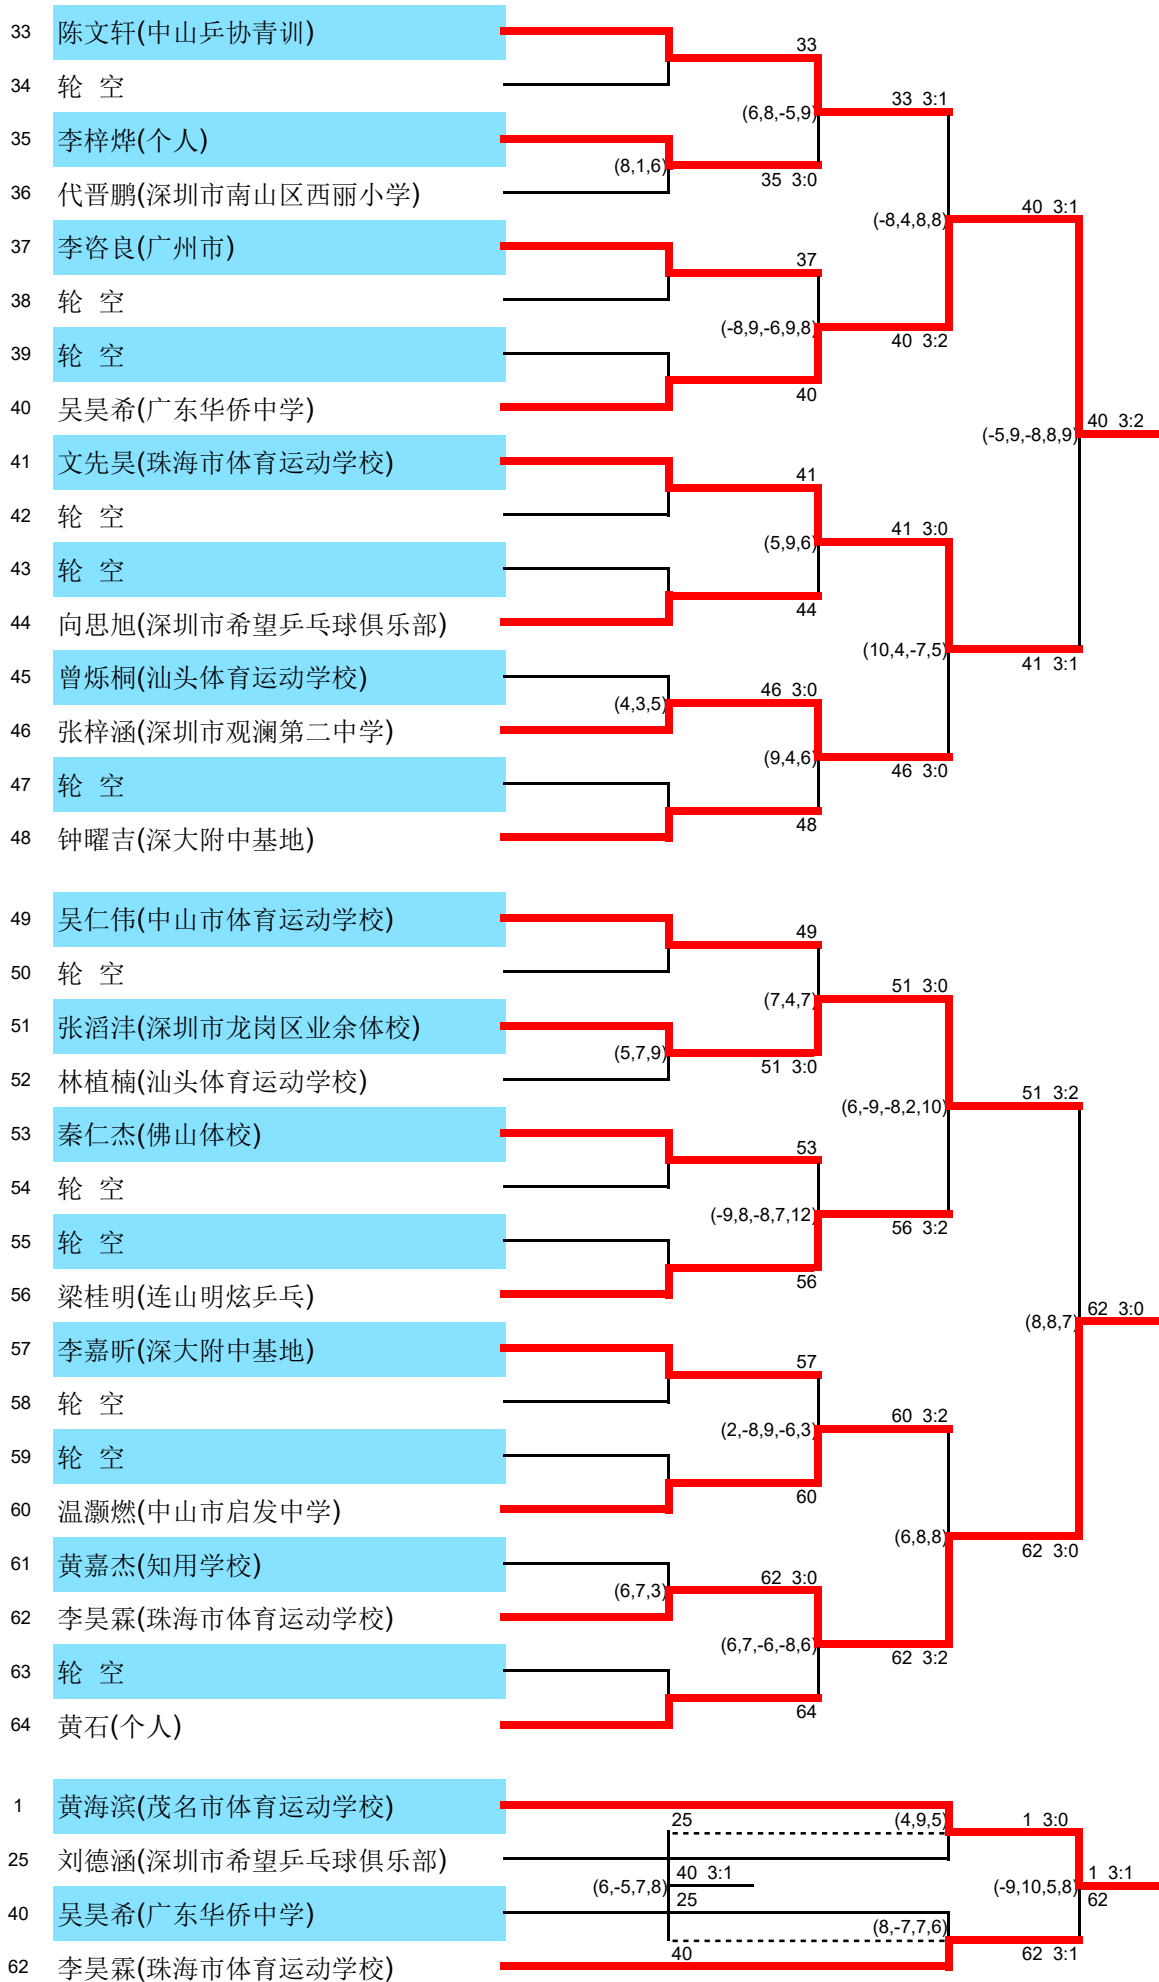 33 陈文轩(中山乒协青训)
33
34 轮 空
(6,8,-5,9) 33 3:1
35 李梓烨(个人)
(8,1,6) 35 3:0
36 代晋鹏(深圳市南山区西丽小学)
(-8,4,8,8) 40 3:1
37 李咨良(广州市)
37
38 轮 空
(-8,9,-6,9,8) 40 3:2
39 轮 空
40
40 吴昊希(广东华侨中学)
(-5,9,-8,8,9) 40 3:2
41 文先昊(珠海市体育运动学校)
41
42 轮 空
(5,9,6) 41 3:0
43 轮 空
44
44 向思旭(深圳市希望乒乓球俱乐部)
(10,4,-7,5) 41 3:1
45 曾烁桐(汕头体育运动学校)
(4,3,5) 46 3:0
46 张梓涵(深圳市观澜第二中学)
(9,4,6) 46 3:0
47 轮 空
48
48 钟曜吉(深大附中基地)
49 吴仁伟(中山市体育运动学校)
49
50 轮 空
(7,4,7) 51 3:0
51 张滔沣(深圳市龙岗区业余体校)
(5,7,9) 51 3:0
52 林植楠(汕头体育运动学校)
(6,-9,-8,2,10) 51 3:2
53 秦仁杰(佛山体校)
53
54 轮 空
(-9,8,-8,7,12) 56 3:2
55 轮 空
56
56 梁桂明(连山明炫乒乓)
(8,8,7) 62 3:0
57 李嘉昕(深大附中基地)
57
58 轮 空
(2,-8,9,-6,3) 60 3:2
59 轮 空
60
60 温灏燃(中山市启发中学)
(6,8,8) 62 3:0
61 黄嘉杰(知用学校)
(6,7,3) 62 3:0
62 李昊霖(珠海市体育运动学校)
(6,7,-6,-8,6) 62 3:2
63 轮 空
64
64 黄石(个人)
1 黄海滨(茂名市体育运动学校)
25 (4,9,5) 1 3:0
25 刘德涵(深圳市希望乒乓球俱乐部)
(6,-5,7,8) 40 3:1 (-9,10,5,8) 1 3:1
25 62
40 吴昊希(广东华侨中学)
(8,-7,7,6)
40 62 3:1
62 李昊霖(珠海市体育运动学校)